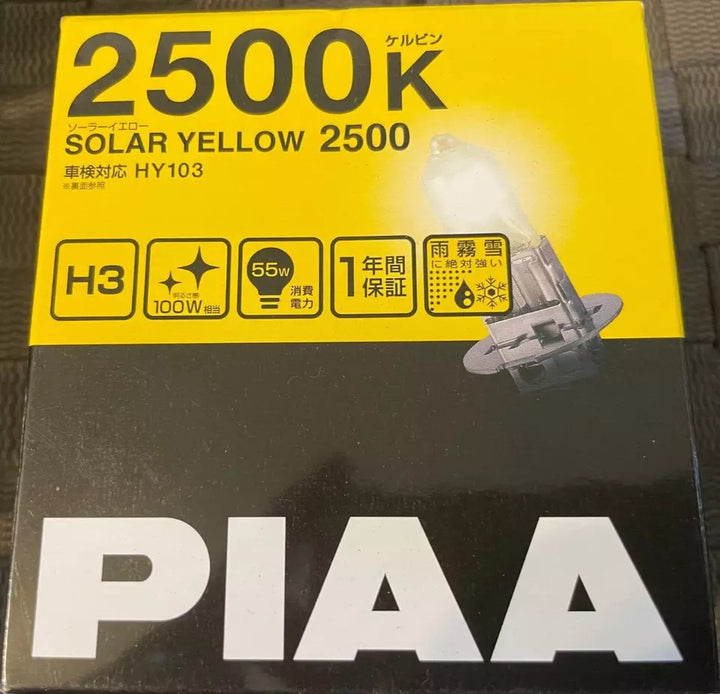 ケルビン
2500K
ソーラーイエロー
SOLAR YELLOW 2500
車検対応 HY103
※裏面参照
H3
明るさ感
100W相当
55W
消費
電力
1年間
保証
雨霧雪
に絶対強い
PIAA